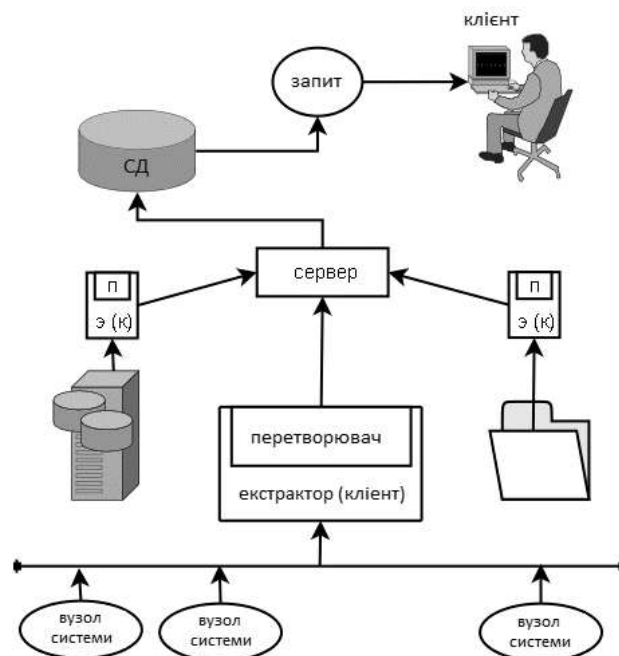 клієнт
запит
СД
сервер
п
э (к)
п
э (к)
перетворювач
екстрактор (клієнт)
вузол
системи
вузол
системи
вузол
системи